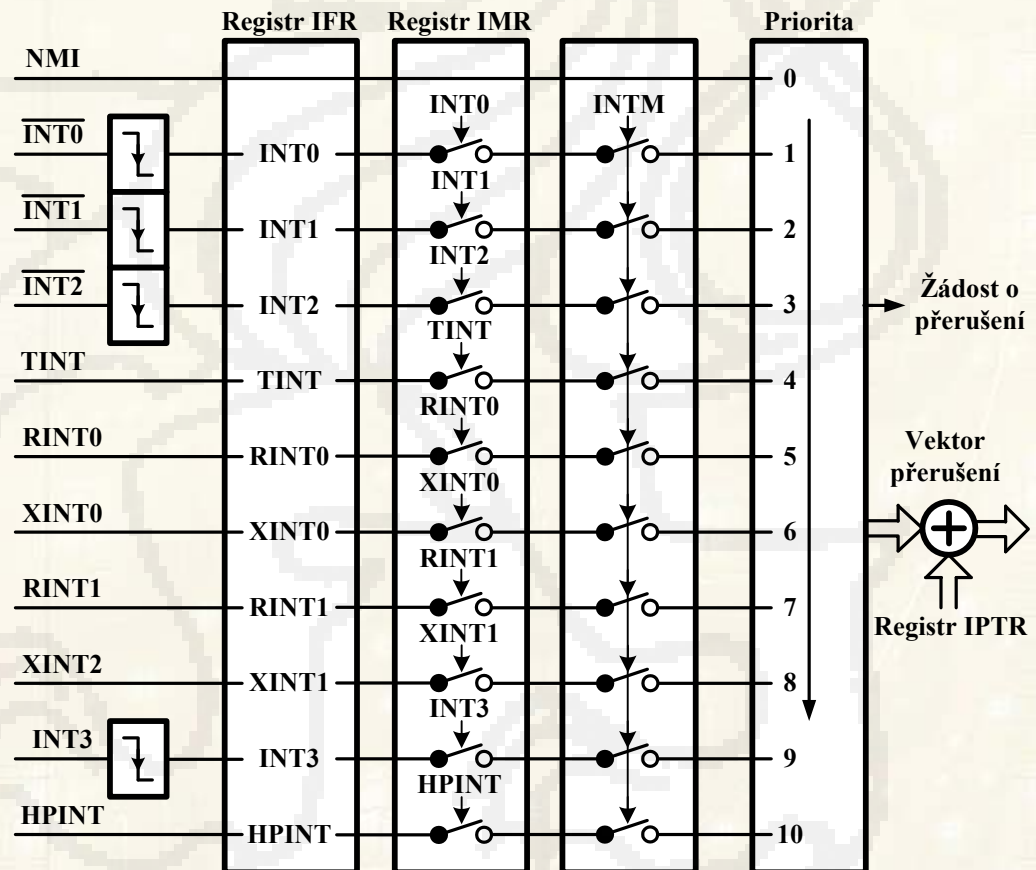 Registr IFR Registr IMR Priorita
NMI 0
INT0 INTM
INT0 INT0 1
INT1
INT1 INT1 2
INT2
INT2 INT2 3
Žádost o
přerušení
TINT
TINT TINT 4
RINT0
RINT0 RINT0 5
Vektor
přerušení
XINT0
XINT0 XINT0 6
RINT1
RINT1 RINT1 7
Registr IPTR
XINT1
XINT2 XINT1 8
INT3
INT3 INT3 9
HPINT
HPINT HPINT 10